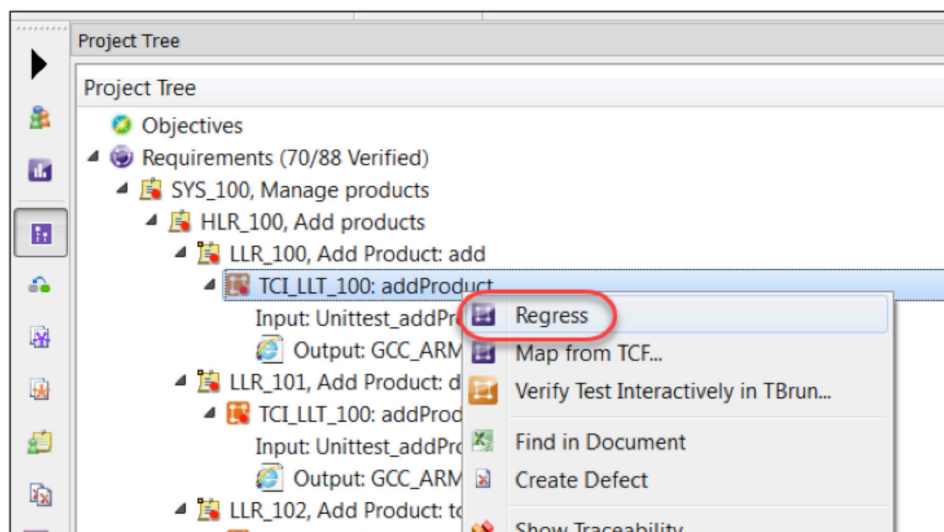 Project Tree
Project Tree
Objectives
Requirements (70/88 Verified)
SYS_100, Manage products
HLR_100, Add products
LLR_100, Add Product: add
TCI_LLT_100: addProduct
Input: Unittest_addPr
Regress
Output: GCC_ARM
Map from TCF...
LLR_101, Add Product: d
Verify Test Interactively in TBrun...
TCI_LLT_100: addProd
Input: Unittest_addPro
Find in Document
Output: GCC_ARM
Create Defect
LLR_102, Add Product: to
Show Traceability